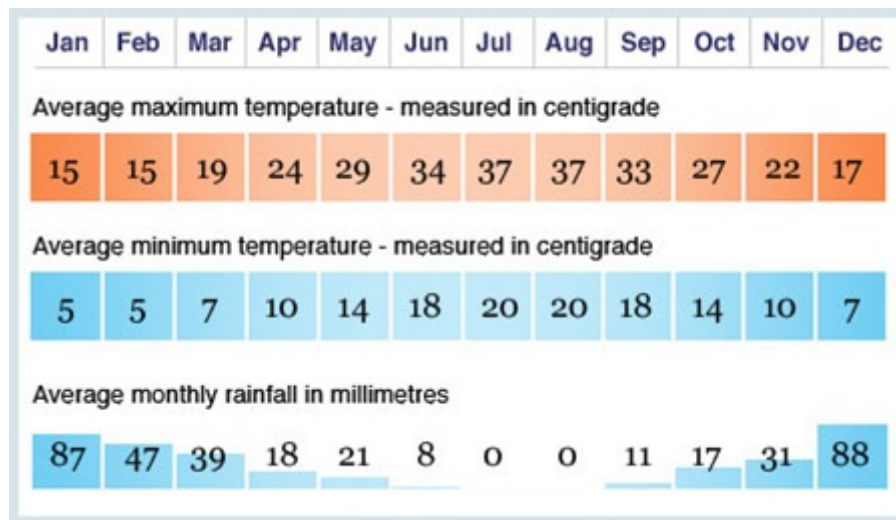 Jan Feb Mar Apr May Jun Jul Aug Sep Oct Nov Dec
Average maximum temperature - measured in centigrade
15 15 19 24 29 34 37 37 33 27 22 17
Average minimum temperature - measured in centigrade
5 5 7 10 14 18 20 20 18 14 10 7
Average monthly rainfall in millimetres
87 47 39 18 21 8 0 0 11 17 31 88